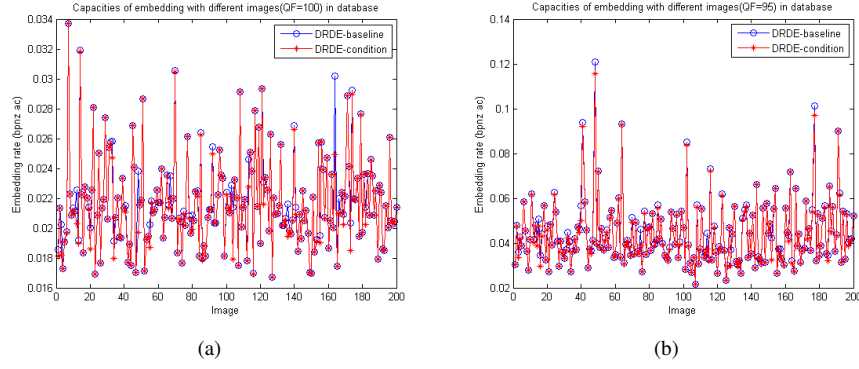 Capacities of embedding with different images(QF=100) in database
0.034
0.032
0.03
0.028
0.026
0.024
0.022
0.02
0.018
0.016
Embedding rate (bpnz ac)
DRDE-baseline
DRDE-condition
0 20 40 60 80 100 120 140 160 180 200
Image
(a)
Capacities of embedding with different images(QF=95) in database
0.14
0.12
0.1
0.08
0.06
0.04
0.02
Embedding rate (bpnz ac)
DRDE-baseline
DRDE-condition
0 20 40 60 80 100 120 140 160 180 200
Image
(b)